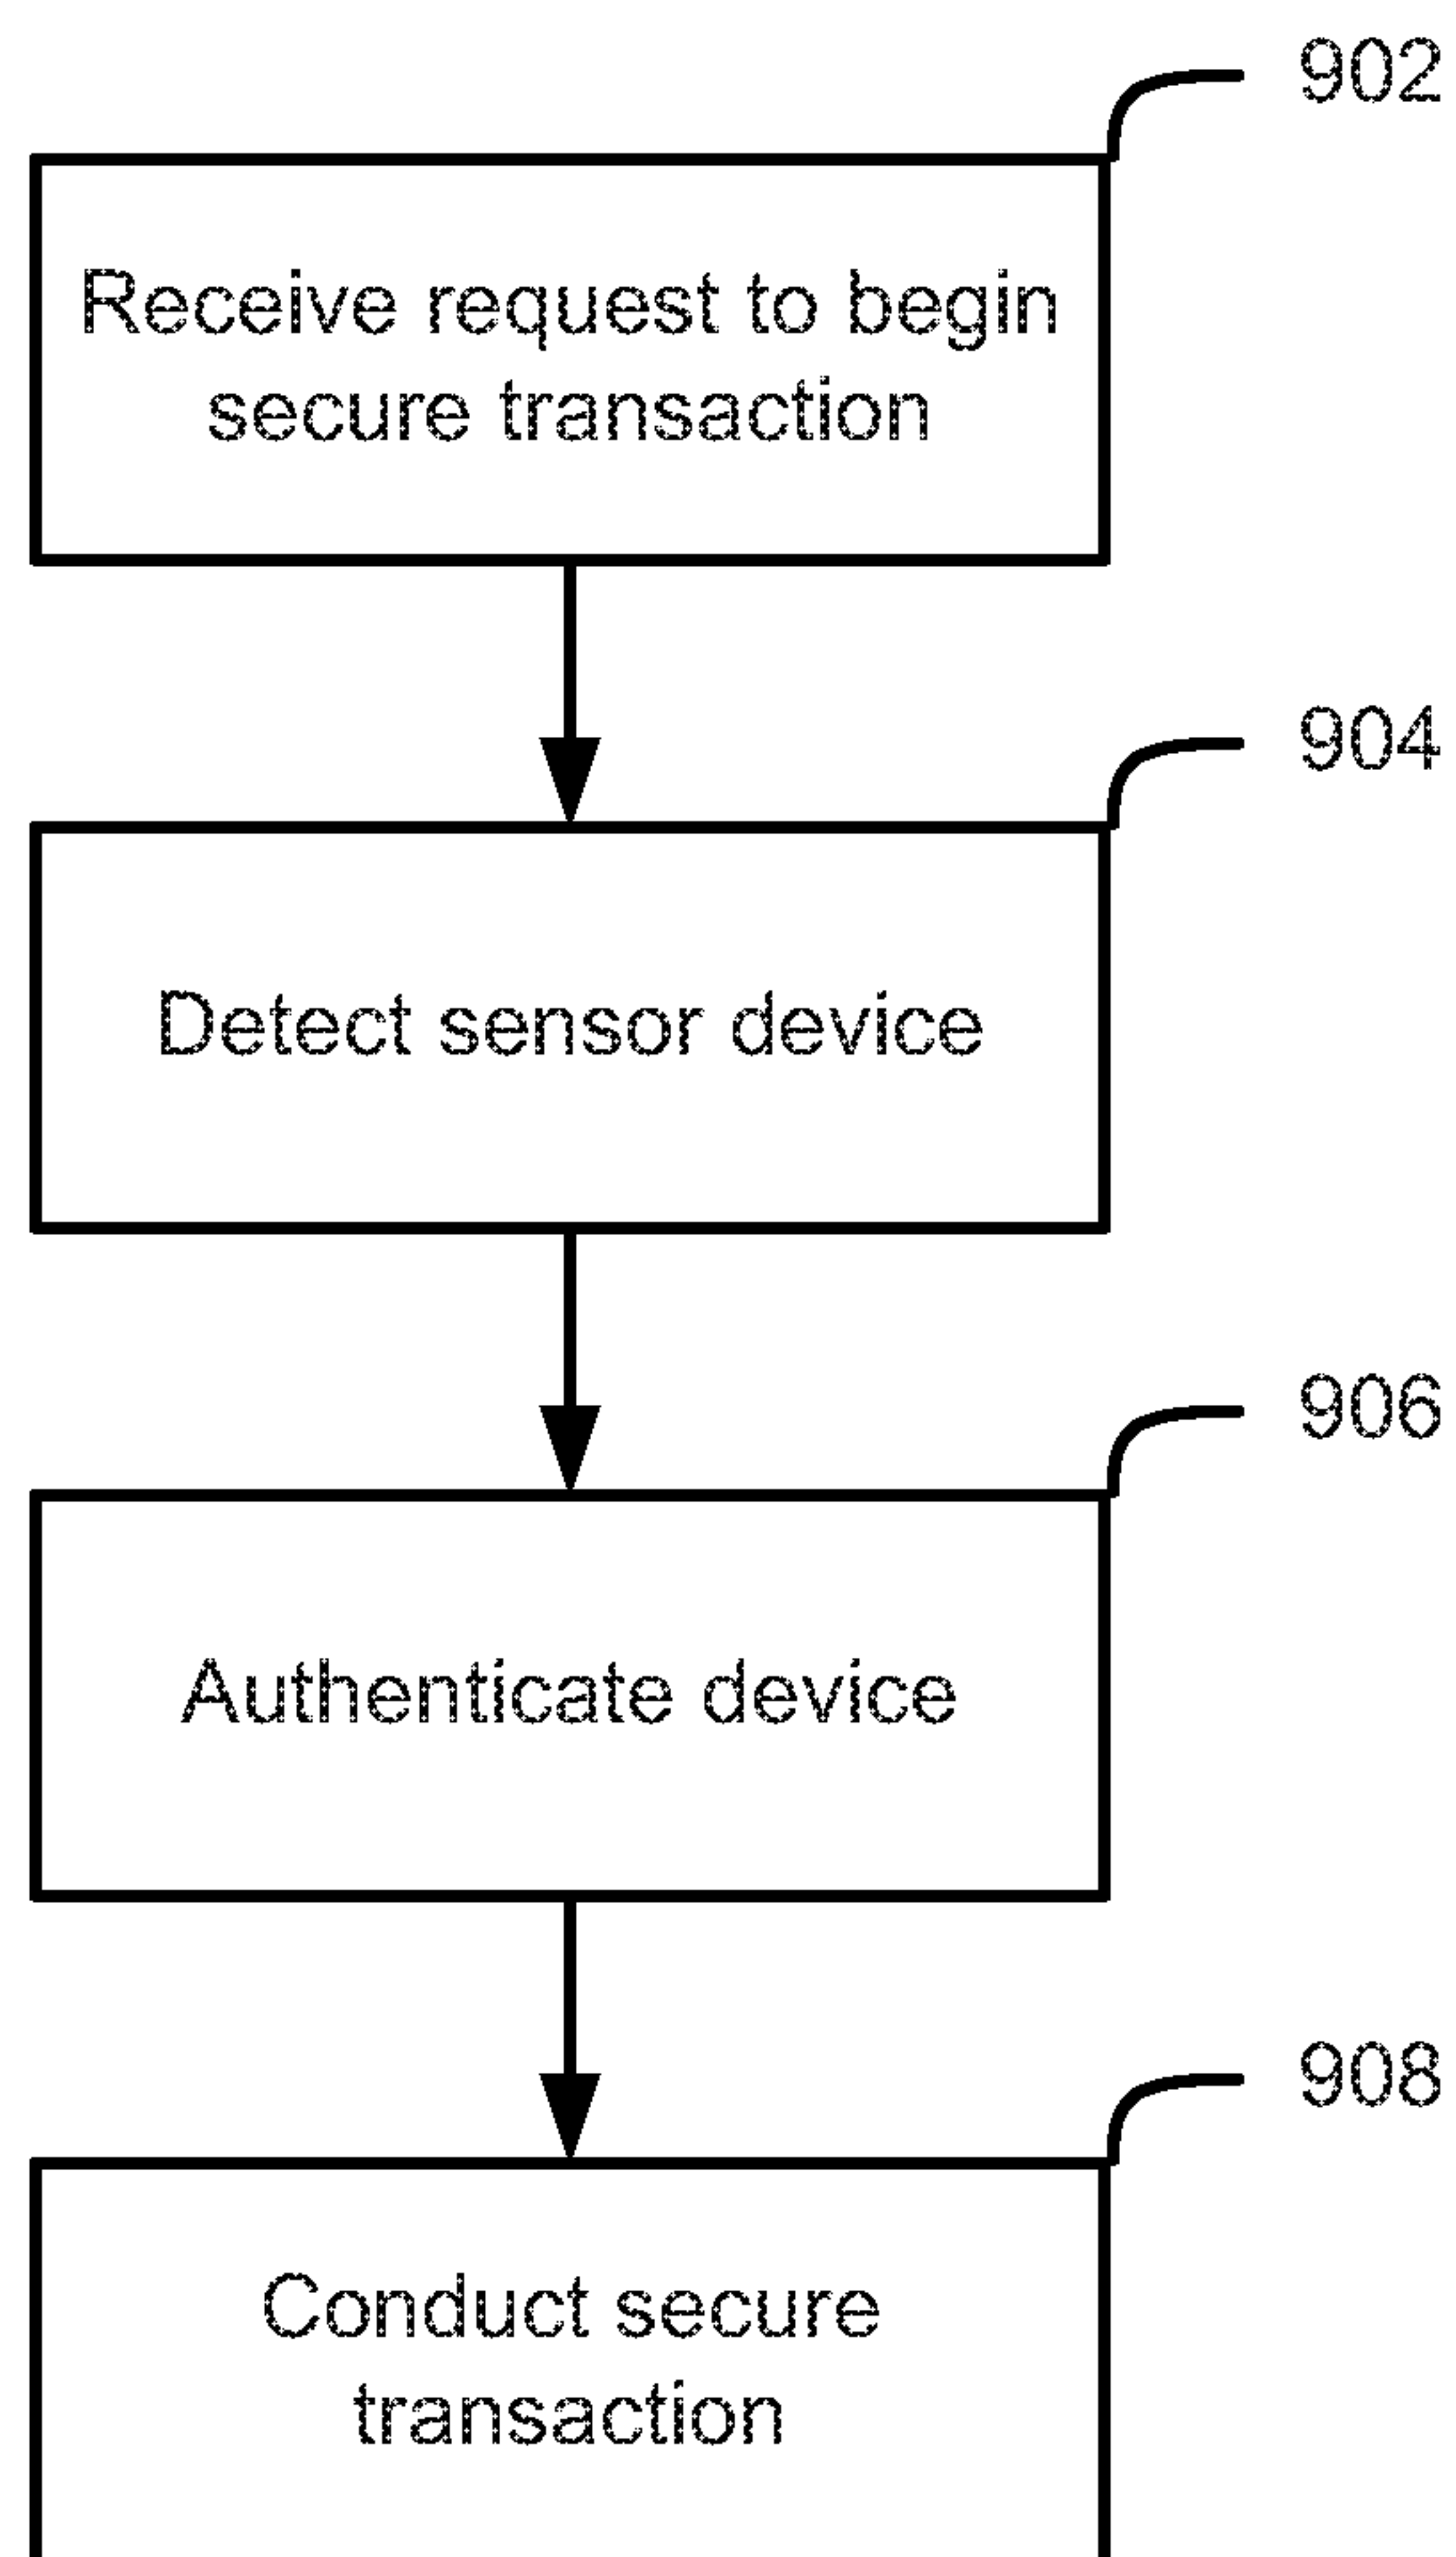 902
Receive request to begin
secure transaction
904
Detect sensor device
906
Authenticate device
908
Conduct secure
transaction